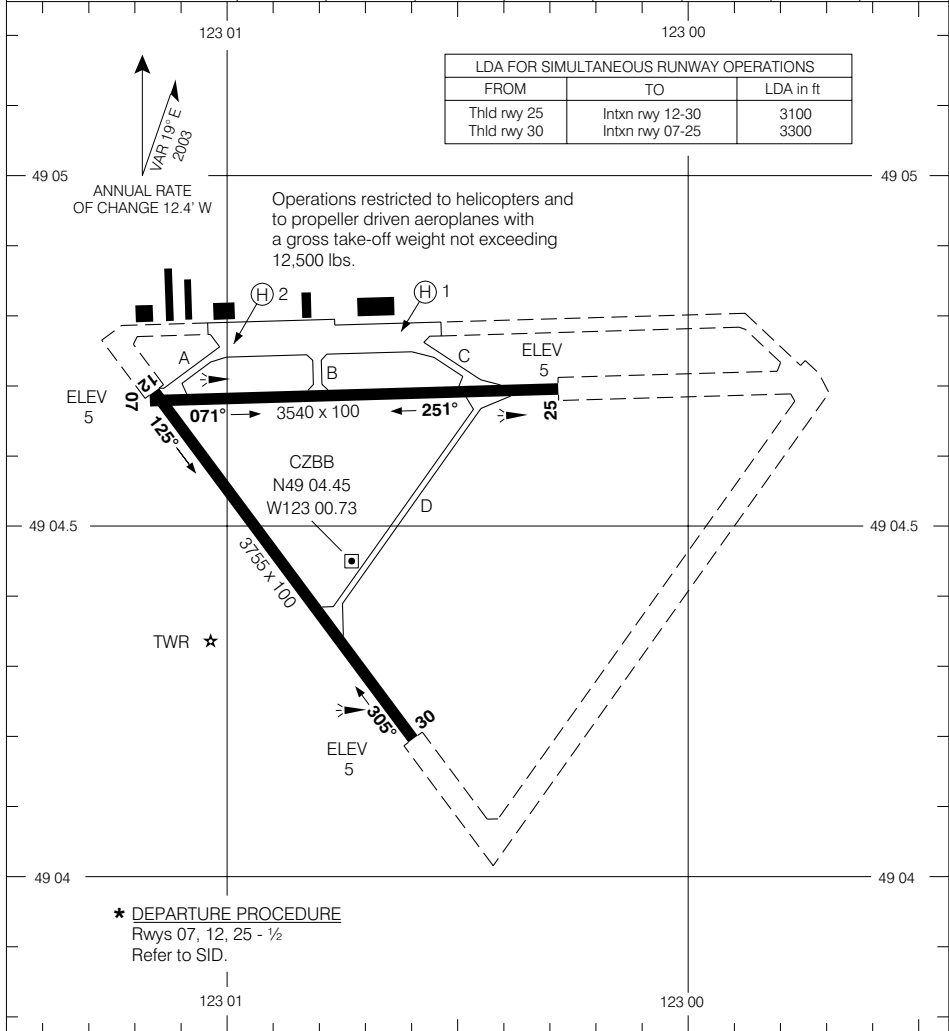 123 01
123 00
LDA FOR SIMULTANEOUS RUNWAY OPERATIONS
FROM TO LDA in ft
Thld rwy 25 Intxn rwy 12-30 3100
Thld rwy 30 Intxn rwy 07-25 3300
VAR 19° E
2003
ANNUAL RATE
OF CHANGE 12.4' W
49 05
49 05
Operations restricted to helicopters and
to propeller driven aeroplanes with
a gross take-off weight not exceeding
12,500 lbs.
H 2
H 1
A
B
C
ELEV
5
ELEV
5
12
07
071°
3540 x 100
251°
25
125°
CZBB
N49 04.45
W123 00.73
D
49 04.5
49 04.5
3755 x 100
TWR
305°
30
ELEV
5
49 04
49 04
* DEPARTURE PROCEDURE
Rwys 07, 12, 25 - ½
Refer to SID.
123 01
123 00